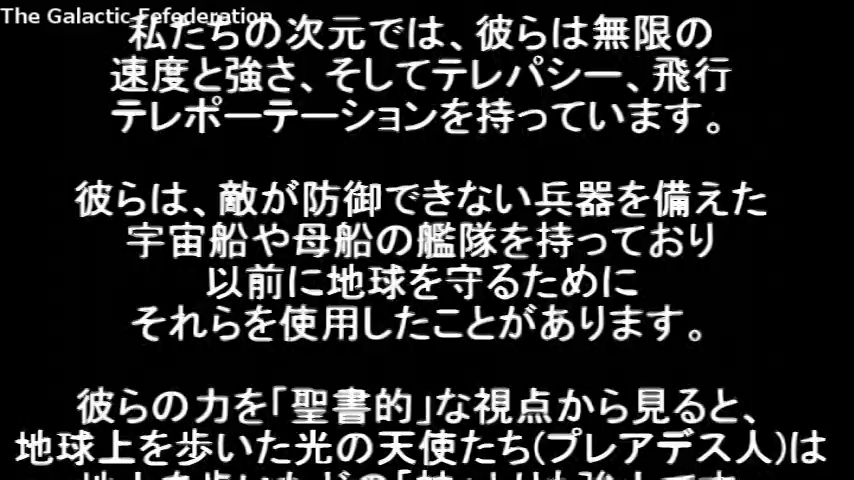 The Galactic Fefederation
私たちの次元では、彼らは無限の
速度と強さ、そしてテレパシー、飛行
テレポーテーションを持っています。
彼らは、敵が防御できない兵器を備えた
宇宙船や母船の艦隊を持っており
以前に地球を守るために
それらを使用したことがあります。
彼らの力を「聖書的」な視点から見ると、
地球上を歩いた光の天使たち(プレアデス人)は